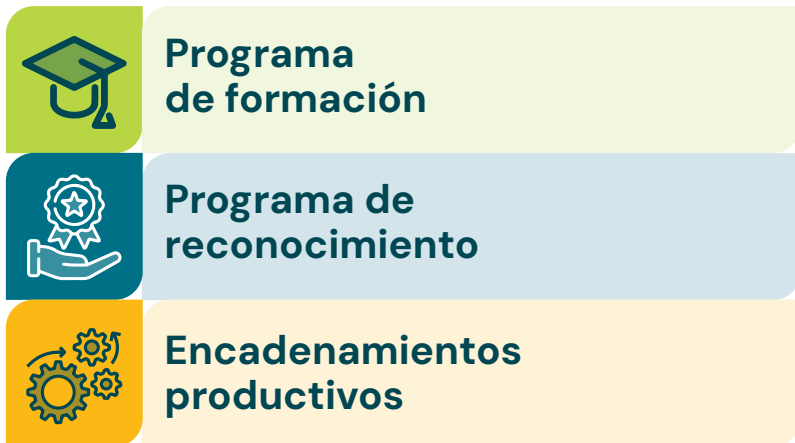 Programa
de formación
Programa de
reconocimiento
Encadenamientos
productivos